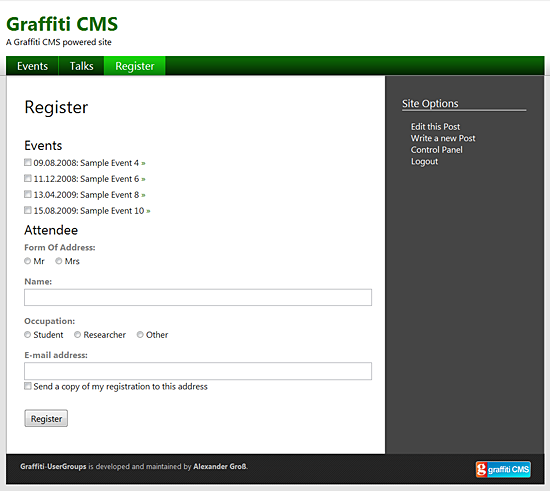 Graffiti CMS
A Graffiti CMS powered site
Events Talks Register
Register
Events
09.08.2008: Sample Event 4 »
11.12.2008: Sample Event 6 »
13.04.2009: Sample Event 8 »
15.08.2009: Sample Event 10 »
Attendee
Form Of Address:
Mr Mrs
Name:
Occupation:
Student Researcher Other
E-mail address:
Send a copy of my registration to this address
Register
Site Options
Edit this Post
Write a new Post
Control Panel
Logout
Graffiti-UserGroups is developed and maintained by Alexander Groß.
g graffiti CMS